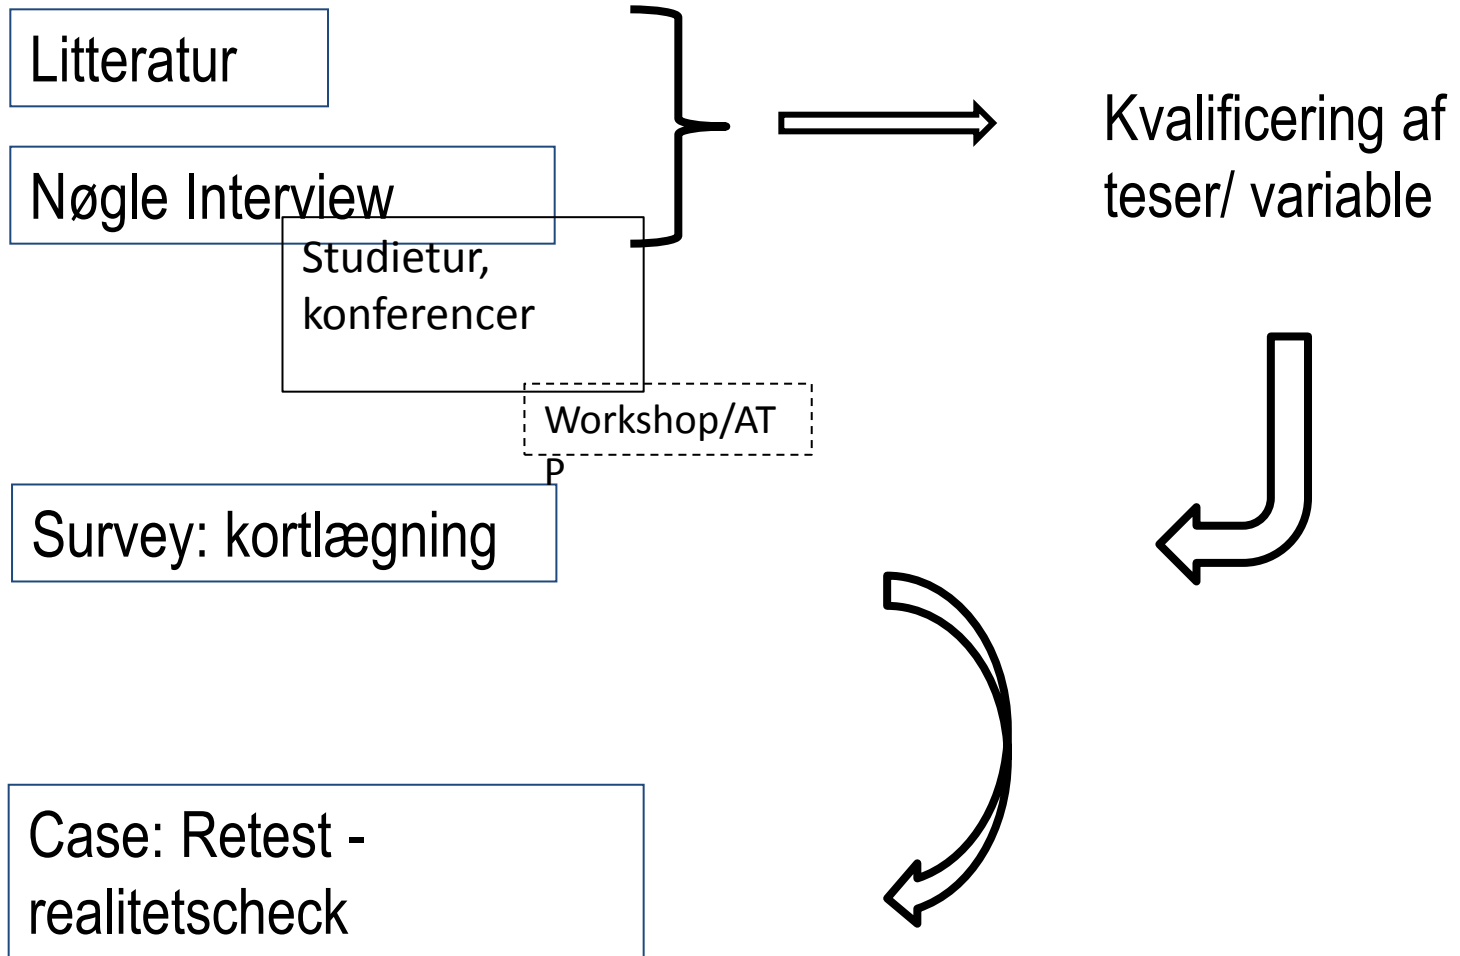 Litteratur
Nøgle Interview
Studietur,
konferencer
Kvalificering af
teser/ variable
Workshop/AT
P
Survey: kortlægning
Case: Retest -
realitetscheck